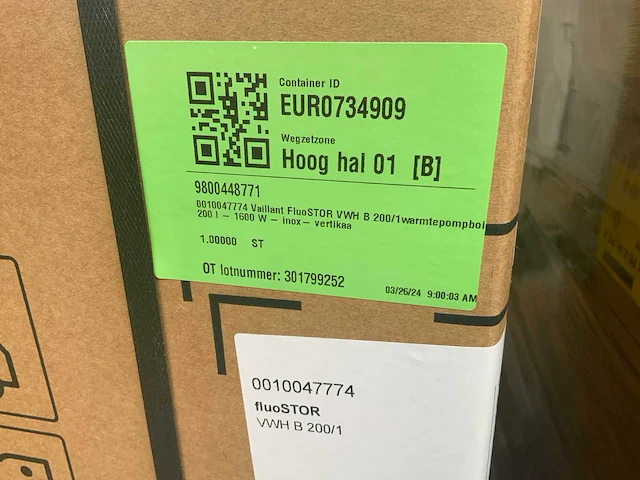 Container ID
EUR0734909
Wegzetzone
Hoog hal 01 [B]
9800448771
0010047774 Vaillant FluoSTOR VWH B 200/1warmtepompboi
200 l - 1600 W - inox- vertikaa
1.00000 ST
OT lotnummer: 301799252
03/26/24 9:00:03 AM
0010047774
fluoSTOR
VWH B 200/1